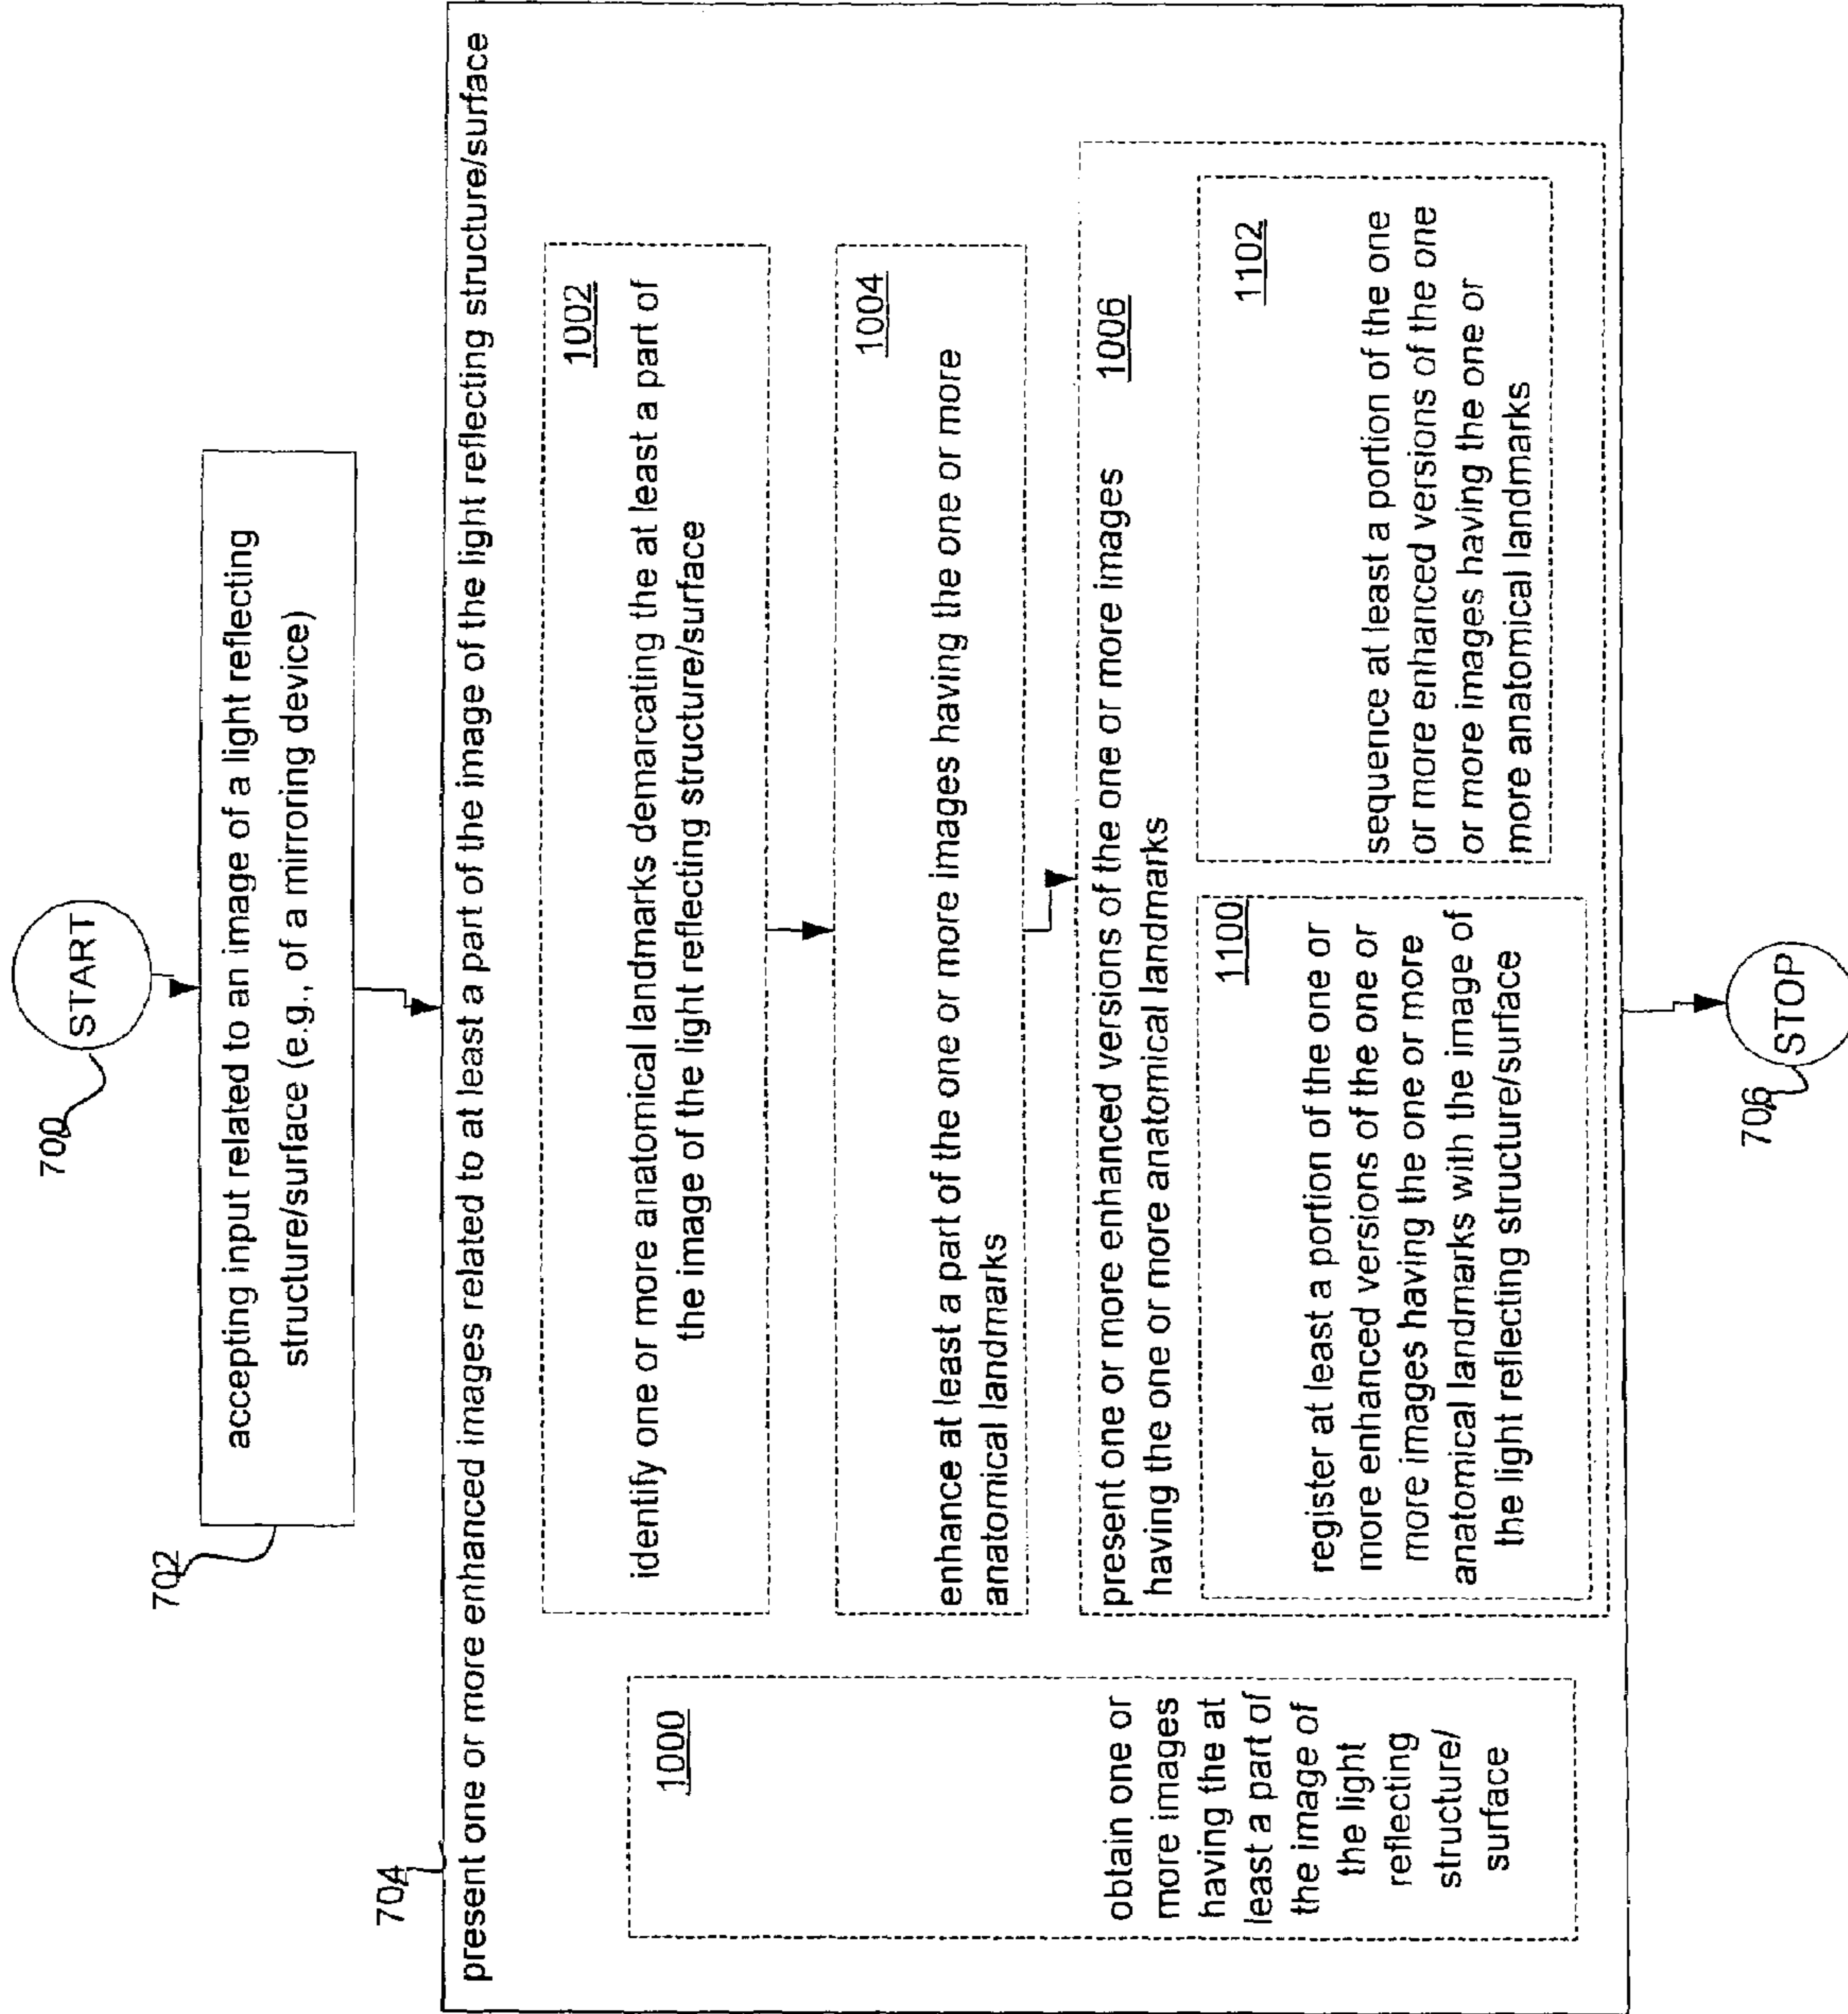 START
700
accepting input related to an image of a light reflecting
structure/surface (e.g., of a mirroring device)
702
704
present one or more enhanced images related to at least a part of the image of the light reflecting structure/surface
1000
obtain one or
more images
having the at
least a part of
the image of
the light
reflecting
structure/
surface
1002
identify one or more anatomical landmarks demarcating the at least a part of
the image of the light reflecting structure/surface
1004
enhance at least a part of the one or more images having the one or more
anatomical landmarks
present one or more enhanced versions of the one or more images
1006
having the one or more anatomical landmarks
1100
register at least a portion of the one or
more enhanced versions of the one or
more images having the one or more
anatomical landmarks with the image of
the light reflecting structure/surface
1102
sequence at least a portion of the one
or more enhanced versions of the one
or more images having the one or
more anatomical landmarks
STOP
706